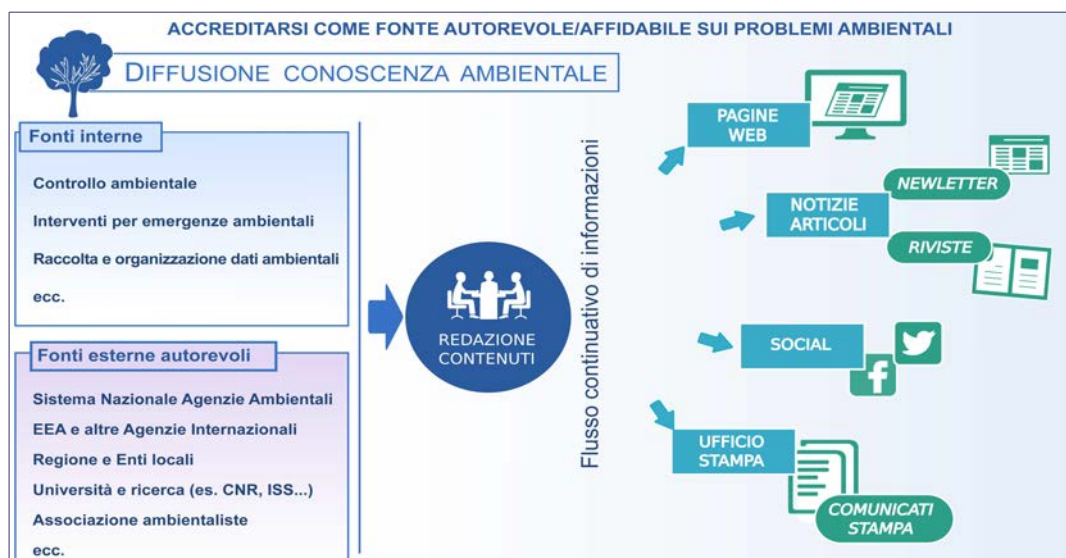 ACCREDITARSI COME FONTE AUTOREVOLE/AFFIDABILE SUI PROBLEMI AMBIENTALI
DIFFUSIONE CONOSCENZA AMBIENTALE
Fonti interne
Controllo ambientale
Interventi per emergenze ambientali
Raccolta e organizzazione dati ambientali
ecc.
Fonti esterne autorevoli
Sistema Nazionale Agenzie Ambientali
EEA e altre Agenzie Internazionali
Regione e Enti locali
Università e ricerca (es. CNR, ISS...)
Associazione ambientaliste
ecc.
REDAZIONE
CONTENUTI
Flusso continuativo di informazioni
PAGINE
WEB
NOTIZIE
ARTICOLI
NEWLETTER
RIVISTE
SOCIAL
UFFICIO
STAMPA
COMUNICATI
STAMPA